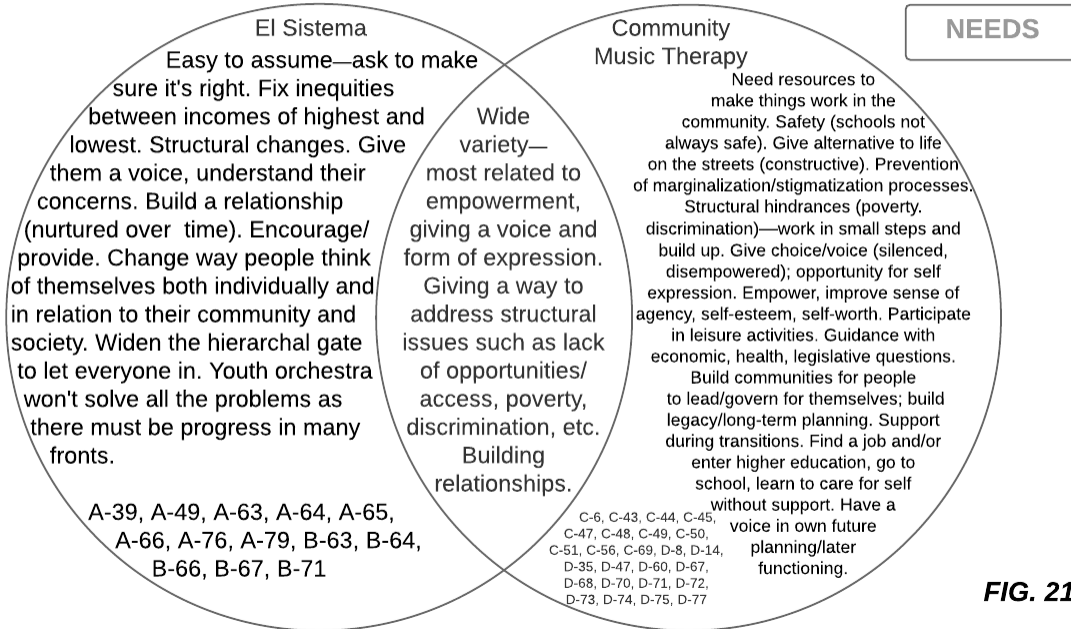 El Sistema
Easy to assume—ask to make
sure it's right. Fix inequities
between incomes of highest and
lowest. Structural changes. Give
them a voice, understand their
concerns. Build a relationship
(nurtured over time). Encourage/
provide. Change way people think
of themselves both individually and
in relation to their community and
society. Widen the hierarchal gate
to let everyone in. Youth orchestra
won't solve all the problems as
there must be progress in many
fronts.
A-39, A-49, A-63, A-64, A-65,
A-66, A-76, A-79, B-63, B-64,
B-66, B-67, B-71
Wide
variety—
most related to
empowerment,
giving a voice and
form of expression.
Giving a way to
address structural
issues such as lack
of opportunities/
access, poverty,
discrimination, etc.
Building
relationships.
Community
Music Therapy
Need resources to
make things work in the
community. Safety (schools not
always safe). Give alternative to life
on the streets (constructive). Prevention
of marginalization/stigmatization processes.
Structural hindrances (poverty.
discrimination)—work in small steps and
build up. Give choice/voice (silenced,
disempowered); opportunity for self
expression. Empower, improve sense of
agency, self-esteem, self-worth. Participate
in leisure activities. Guidance with
economic, health, legislative questions.
Build communities for people
to lead/govern for themselves; build
legacy/long-term planning. Support
during transitions. Find a job and/or
enter higher education, go to
school, learn to care for self
without support. Have a
voice in own future
planning/later
functioning.
C-6, C-43, C-44, C-45,
C-47, C-48, C-49, C-50,
C-51, C-56, C-69, D-8, D-14,
D-35, D-47, D-60, D-67,
D-68, D-70, D-71, D-72,
D-73, D-74, D-75, D-77
NEEDS
FIG. 21